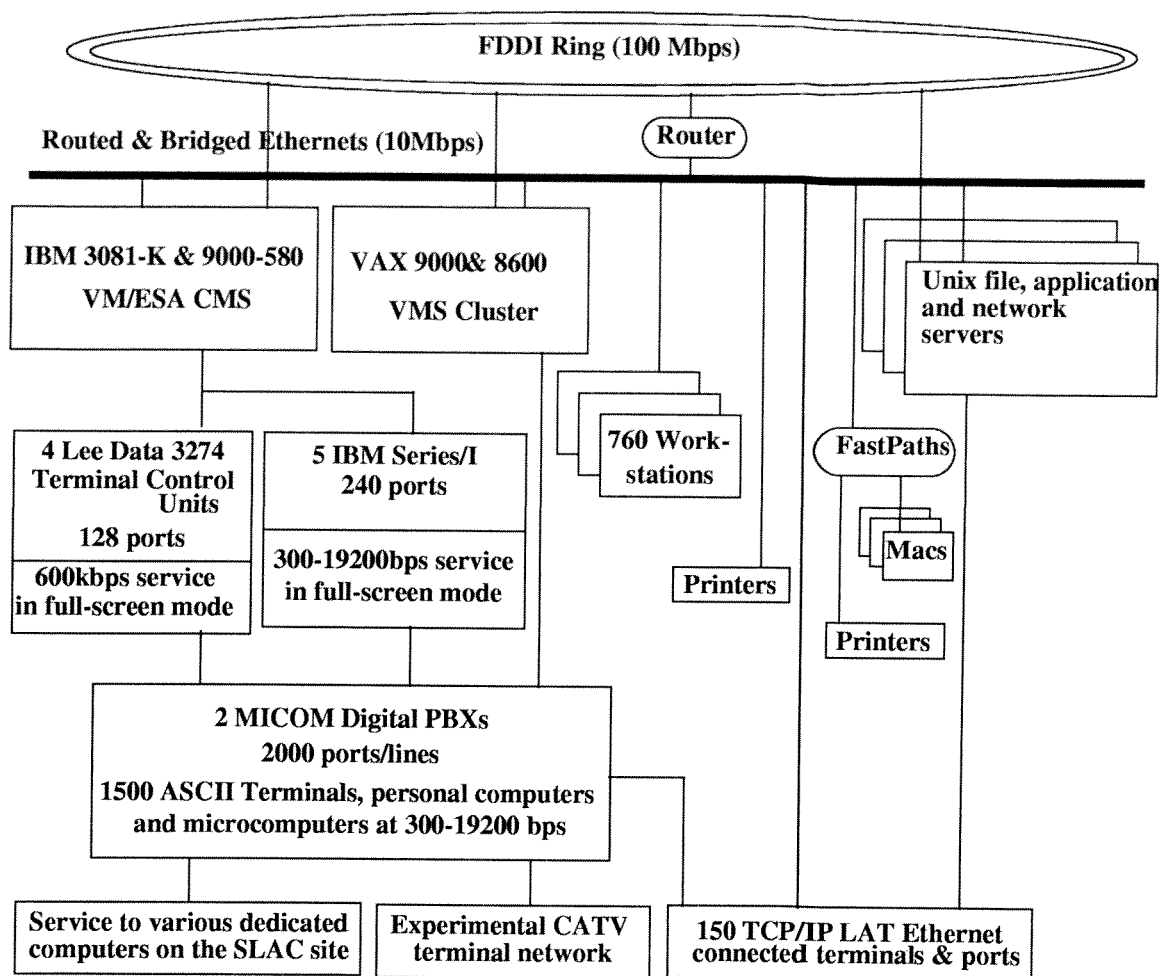 FDDI Ring (100 Mbps)
Routed & Bridged Ethernets (10Mbps)
Router
IBM 3081-K & 9000-580
VM/ESA CMS
VAX 9000& 8600
VMS Cluster
Unix file, application
and network
servers
4 Lee Data 3274
Terminal Control
Units
128 ports
600kbps service
in full-screen mode
5 IBM Series/I
240 ports
300-19200bps service
in full-screen mode
760 Work-
stations
Printers
FastPaths
Macs
Printers
2 MICOM Digital PBXs
2000 ports/lines
1500 ASCII Terminals, personal computers
and microcomputers at 300-19200 bps
Service to various dedicated
computers on the SLAC site
Experimental CATV
terminal network
150 TCP/IP LAT Ethernet
connected terminals & ports